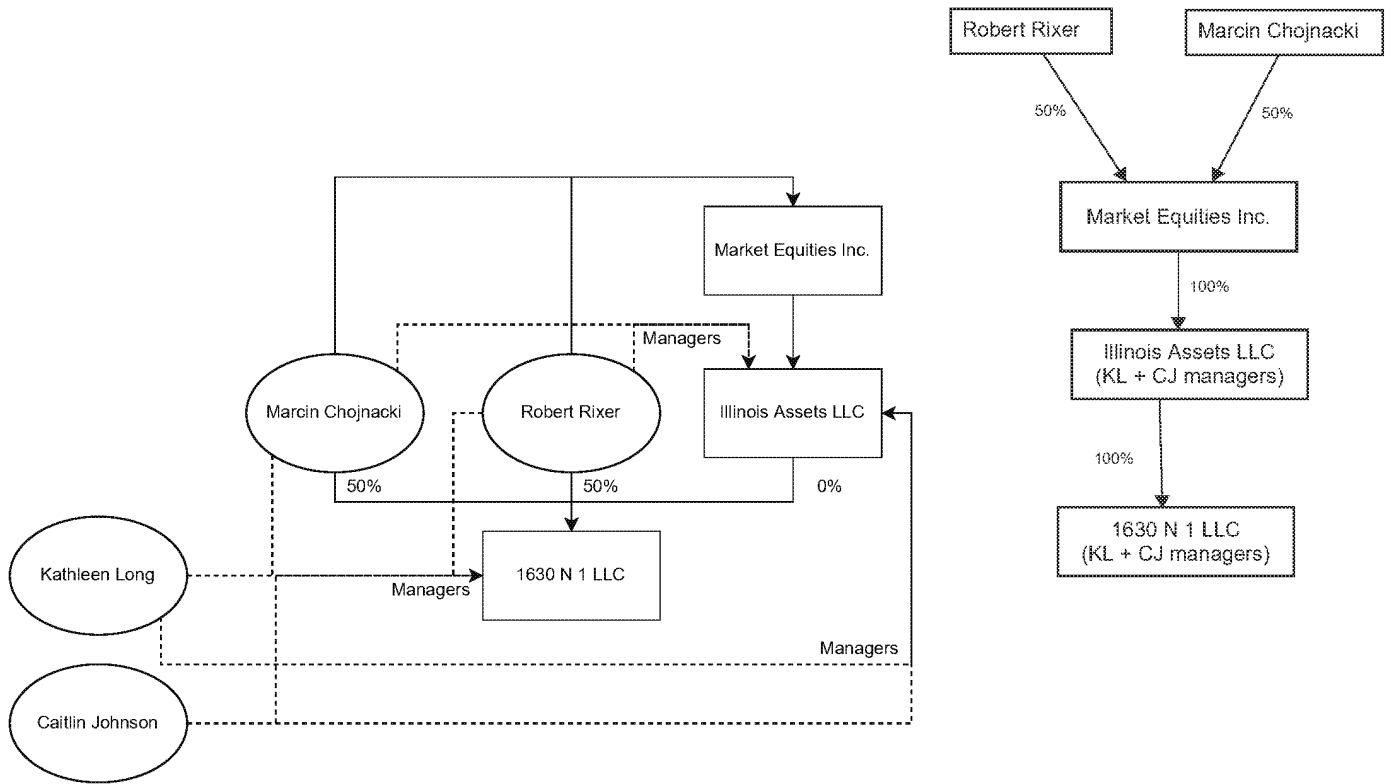 Robert Rixer
Marcin Chojnacki
50%
50%
Market Equities Inc.
Market Equities Inc.
100%
Managers
Illinois Assets LLC
(KL + CJ managers)
Marcin Chojnacki
Robert Rixer
Illinois Assets LLC
100%
50%
50%
0%
1630 N 1 LLC
(KL + CJ managers)
Kathleen Long
1630 N 1 LLC
Managers
Managers
Caitlin Johnson